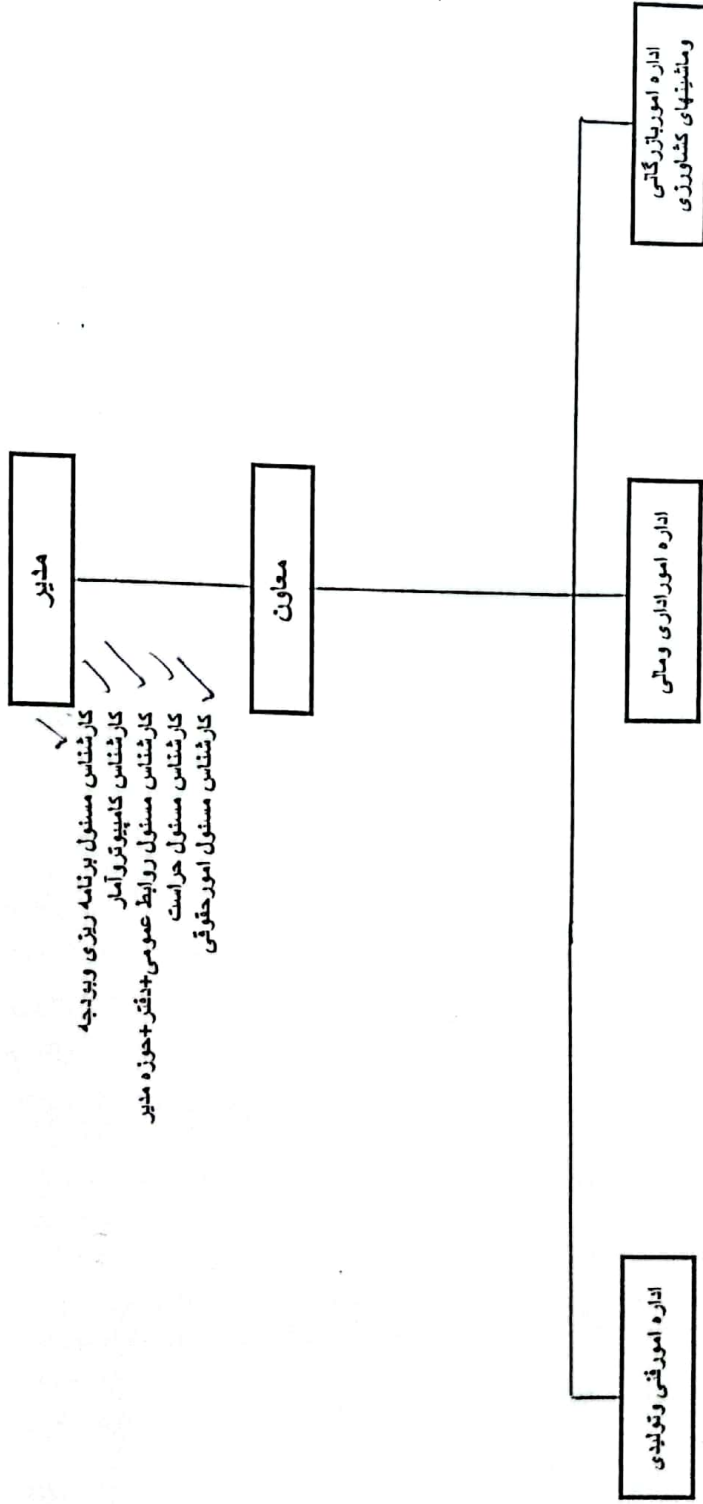 مدیر
کارشناس مسئول برنامه ریزی وبودجه
کارشناس کامپیوتروآمار
کارشناس مسئول روابط عمومی+دفتر+حوزه مدیر
کارشناس مسئول حراست
کارشناس مسئول امورحقوقی
معاون
اداره اموربازرگانی
وماشینهای کشاورزی
اداره اموراداری ومالی
اداره امورفنی وتولیدی